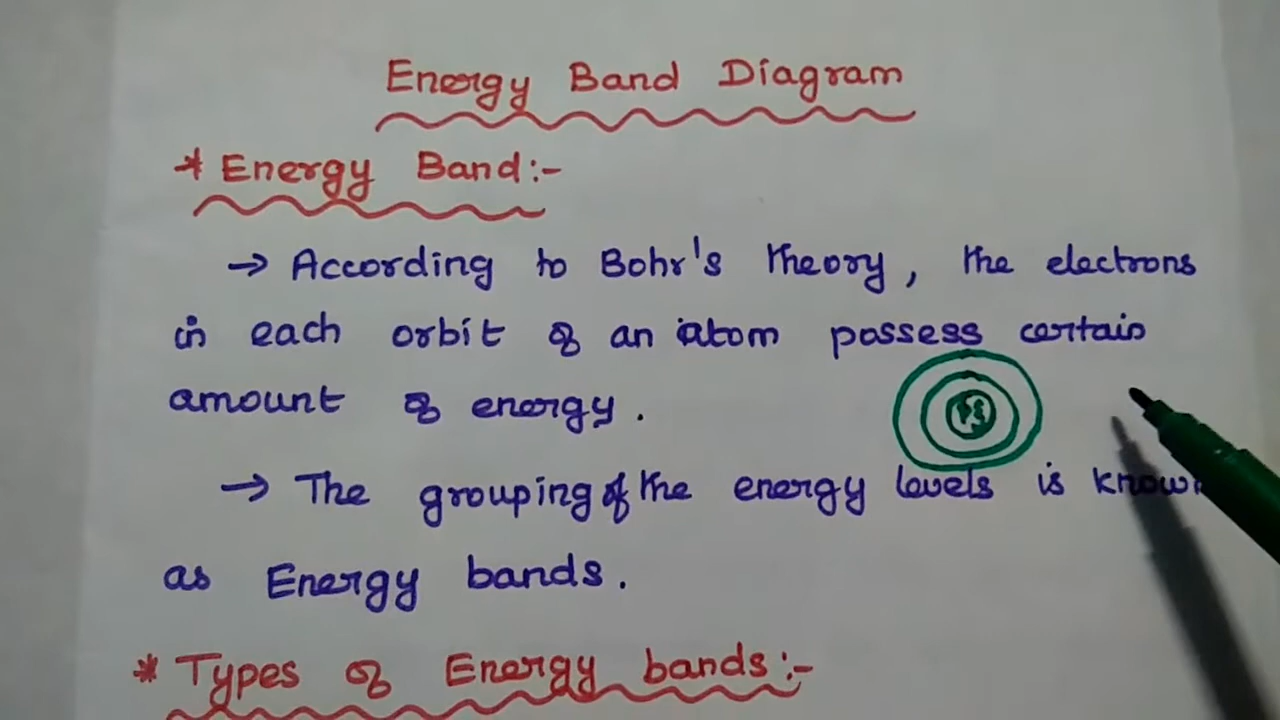 Energy Band Diagram
* Energy Band:-
→ According to Bohr's theory, the electrons
in each orbit of an atom possess certain
amount of energy.
→ The grouping of the energy levels is known
as Energy bands.
* Types of Energy bands:-